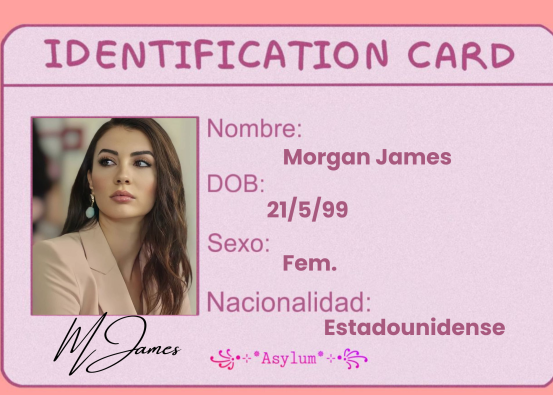 IDENTIFICATION CARD
Nombre:
Morgan James
DOB:
21/5/99
Sexo:
Fem.
Nacionalidad:
Estadounidense
M James
꧁•⊹٭Asylum٭⊹•꧂